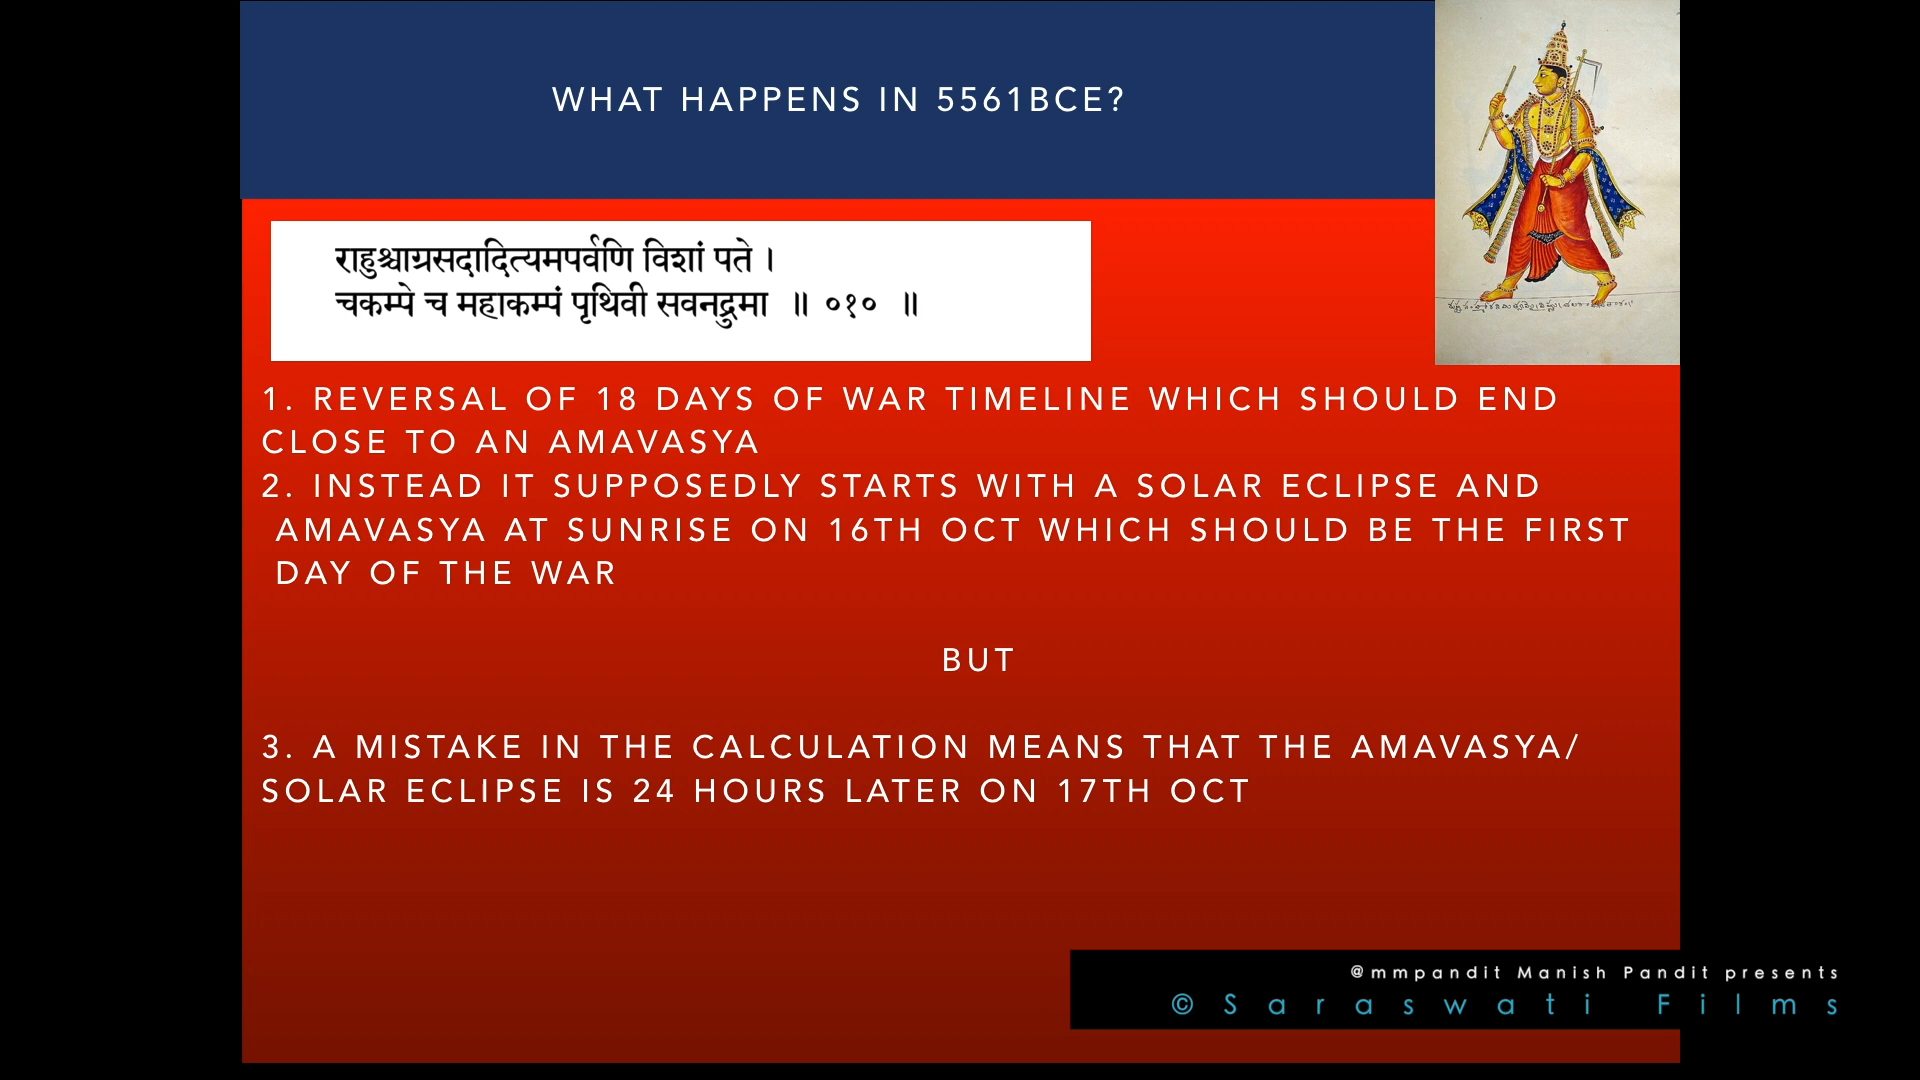 WHAT HAPPENS IN 5561BCE?
राहुश्चाग्रसदादित्यमपर्वणि विशां पते ।
चकम्पे च महाकम्पं पृथिवी सवनद्रुमा ॥ ०१० ॥
1. REVERSAL OF 18 DAYS OF WAR TIMELINE WHICH SHOULD END
CLOSE TO AN AMAVASYA
2. INSTEAD IT SUPPOSEDLY STARTS WITH A SOLAR ECLIPSE AND
AMAVASYA AT SUNRISE ON 16TH OCT WHICH SHOULD BE THE FIRST
DAY OF THE WAR
BUT
3. A MISTAKE IN THE CALCULATION MEANS THAT THE AMAVASYA/
SOLAR ECLIPSE IS 24 HOURS LATER ON 17TH OCT
@mmpandit Manish Pandit presents
© Saraswati Films